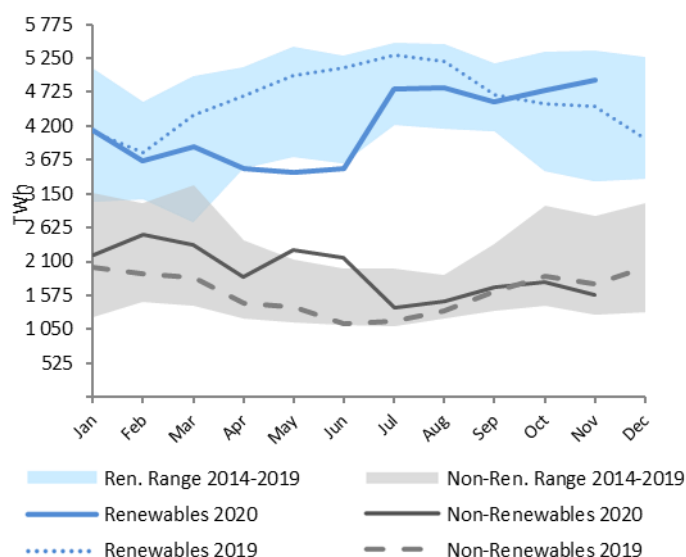 5 775
5 250
4 725
4 200
3 675
3 150
2 625
2 100
1 575
1 050
525
TWh
Jan Feb Mar Apr May Jun Jul Aug Sep Oct Nov Dec
Ren. Range 2014-2019 Non-Ren. Range 2014-2019
Renewables 2020 Non-Renewables 2020
Renewables 2019 Non-Renewables 2019